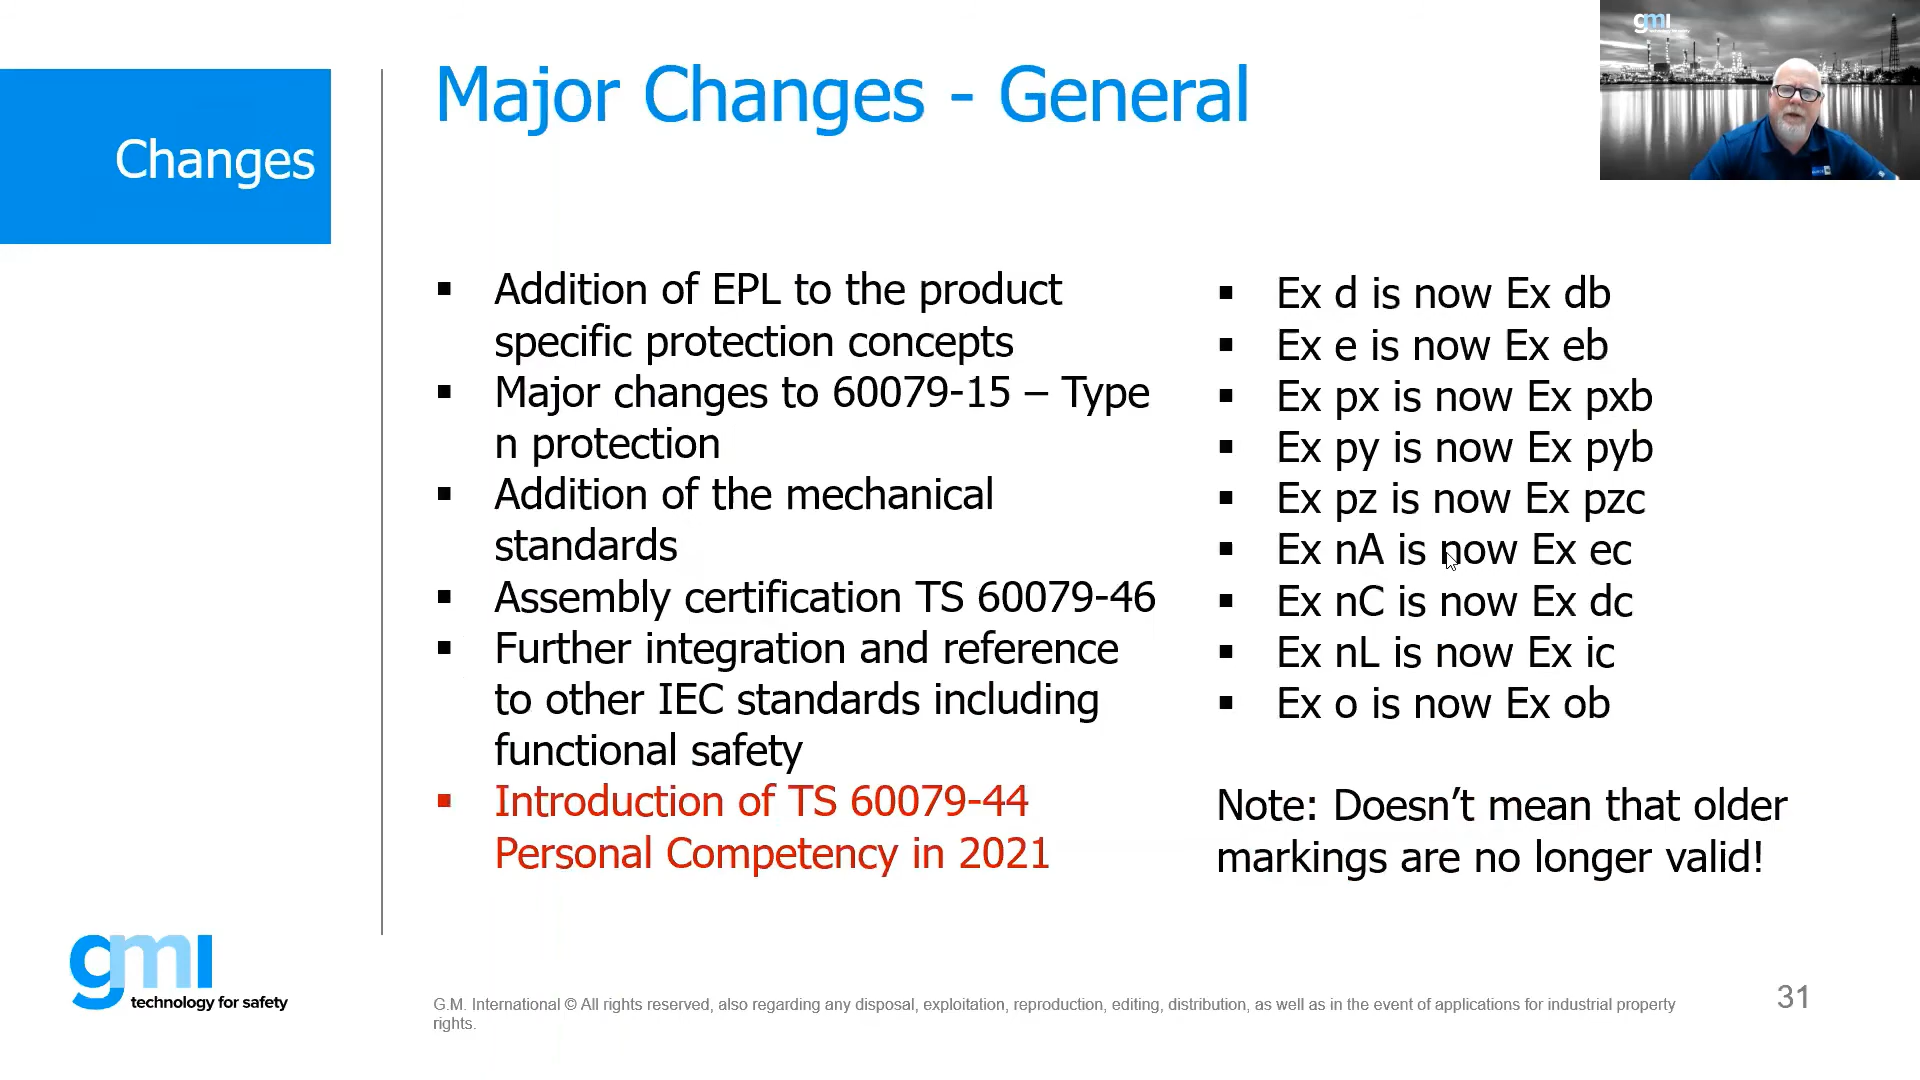 gmi
Changes
Major Changes - General
▪ Addition of EPL to the product
specific protection concepts
▪ Major changes to 60079-15 – Type
n protection
▪ Addition of the mechanical
standards
▪ Assembly certification TS 60079-46
▪ Further integration and reference
to other IEC standards including
functional safety
▪ Introduction of TS 60079-44
Personal Competency in 2021
▪ Ex d is now Ex db
▪ Ex e is now Ex eb
▪ Ex px is now Ex pxb
▪ Ex py is now Ex pyb
▪ Ex pz is now Ex pzc
▪ Ex nA is now Ex ec
▪ Ex nC is now Ex dc
▪ Ex nL is now Ex ic
▪ Ex o is now Ex ob
Note: Doesn’t mean that older
markings are no longer valid!
gmi
technology for safety
G.M. International © All rights reserved, also regarding any disposal, exploitation, reproduction, editing, distribution, as well as in the event of applications for industrial property
rights.
31